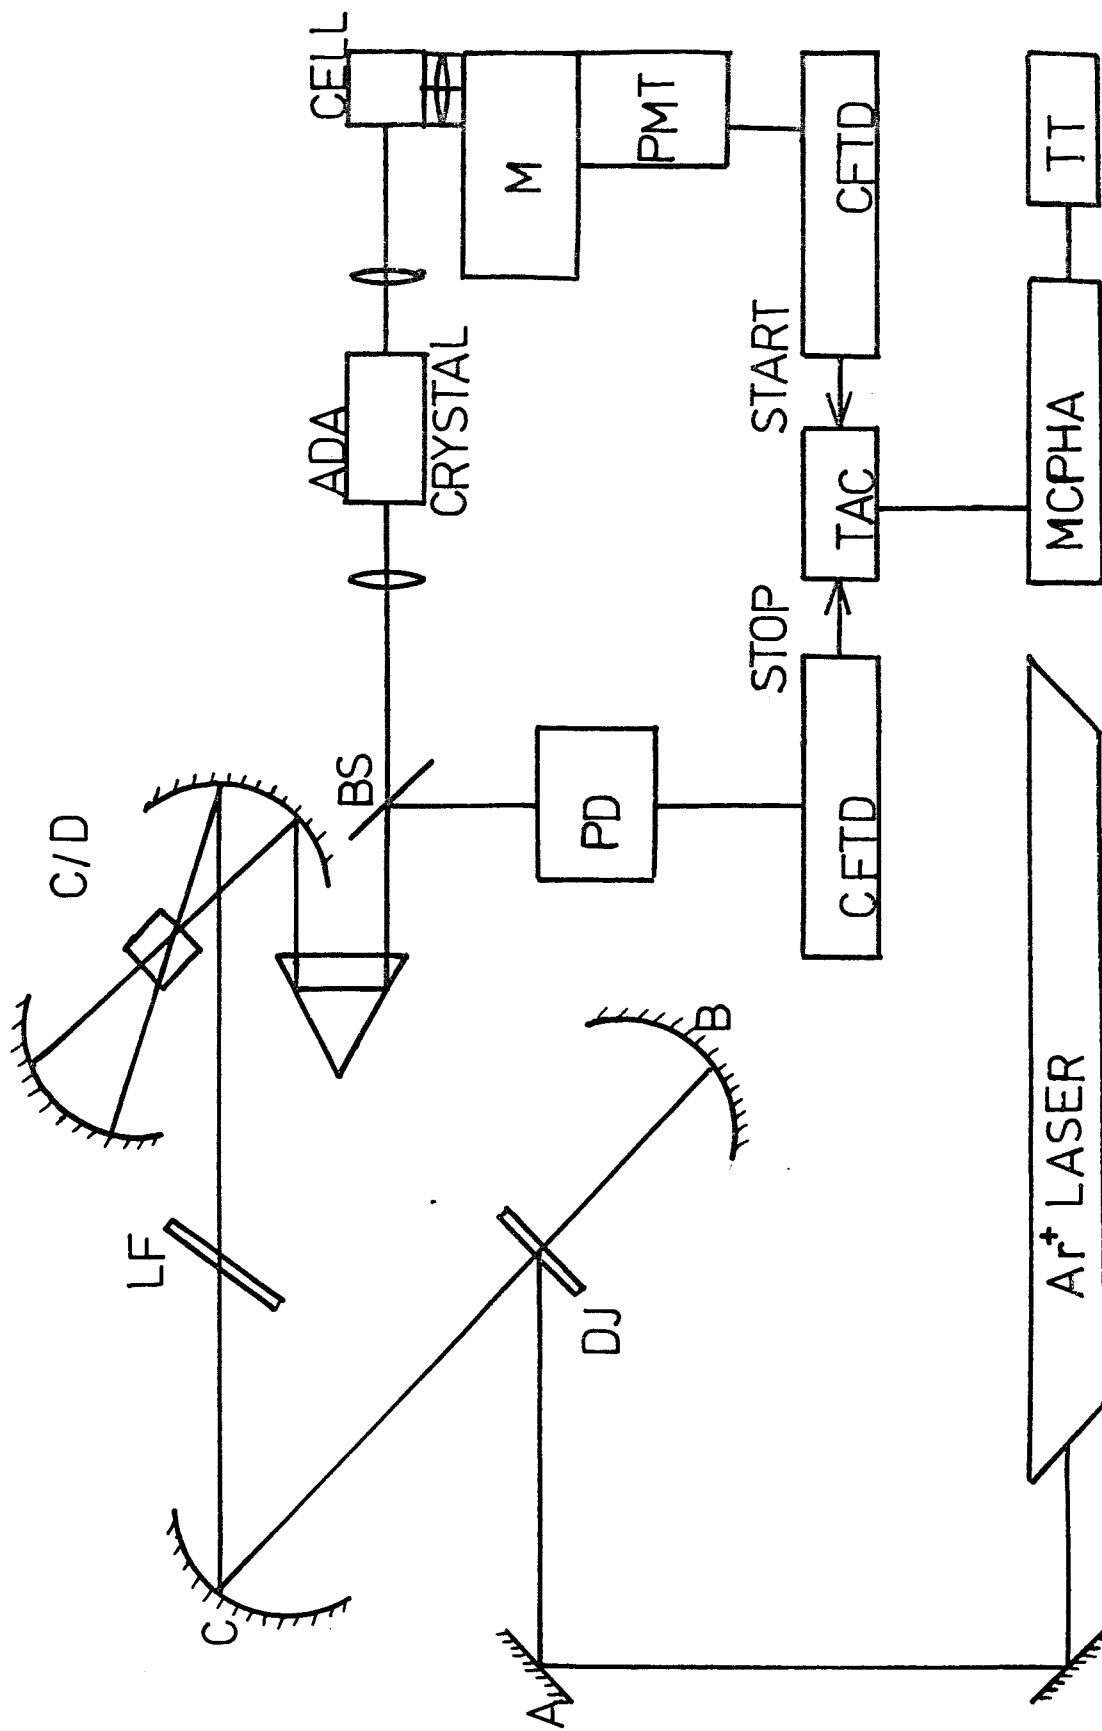 C/D
LF
C
BS
ADA
CRYSTAL
CELL
M
PMT
DJ
B
A
PD
STOP
START
CFTD
TAC
CFTD
Ar+ LASER
MCPHA
TT